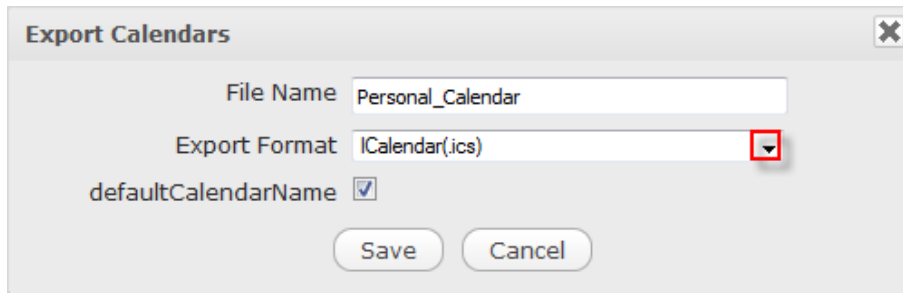 Export Calendars
File Name Personal_Calendar
Export Format ICalendar(.ics)
defaultCalendarName
Save Cancel